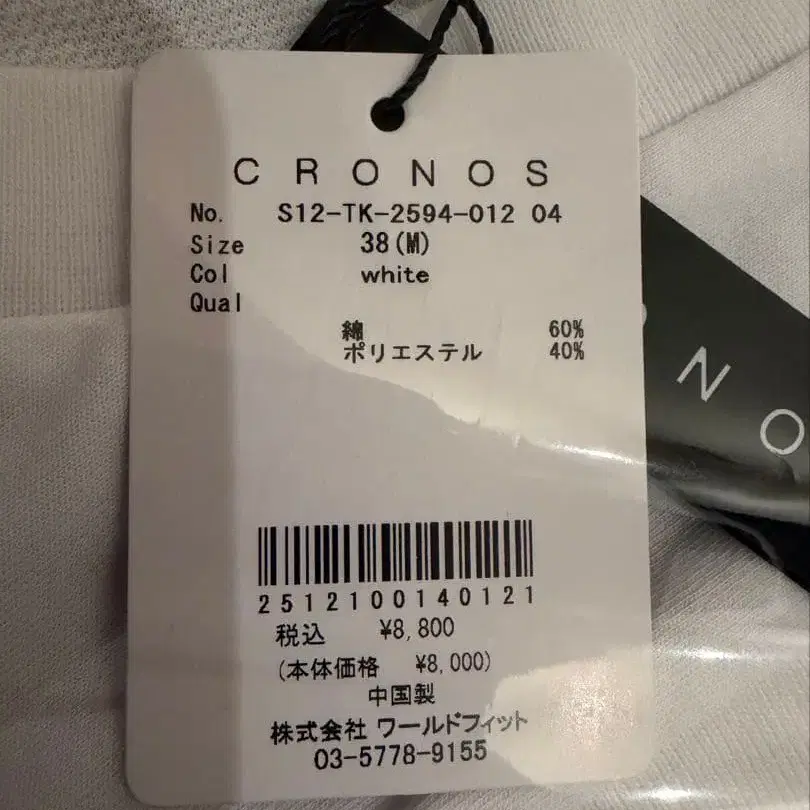 CRONOS
No. S12-TK-2594-012 04
Size 38(M)
Col white
Qual
綿 60%
ポリエステル 40%
2512100140121
税込 ¥8,800
(本体価格 ¥8,000)
中国製
株式会社 ワールドフィット
03-5778-9155
NO